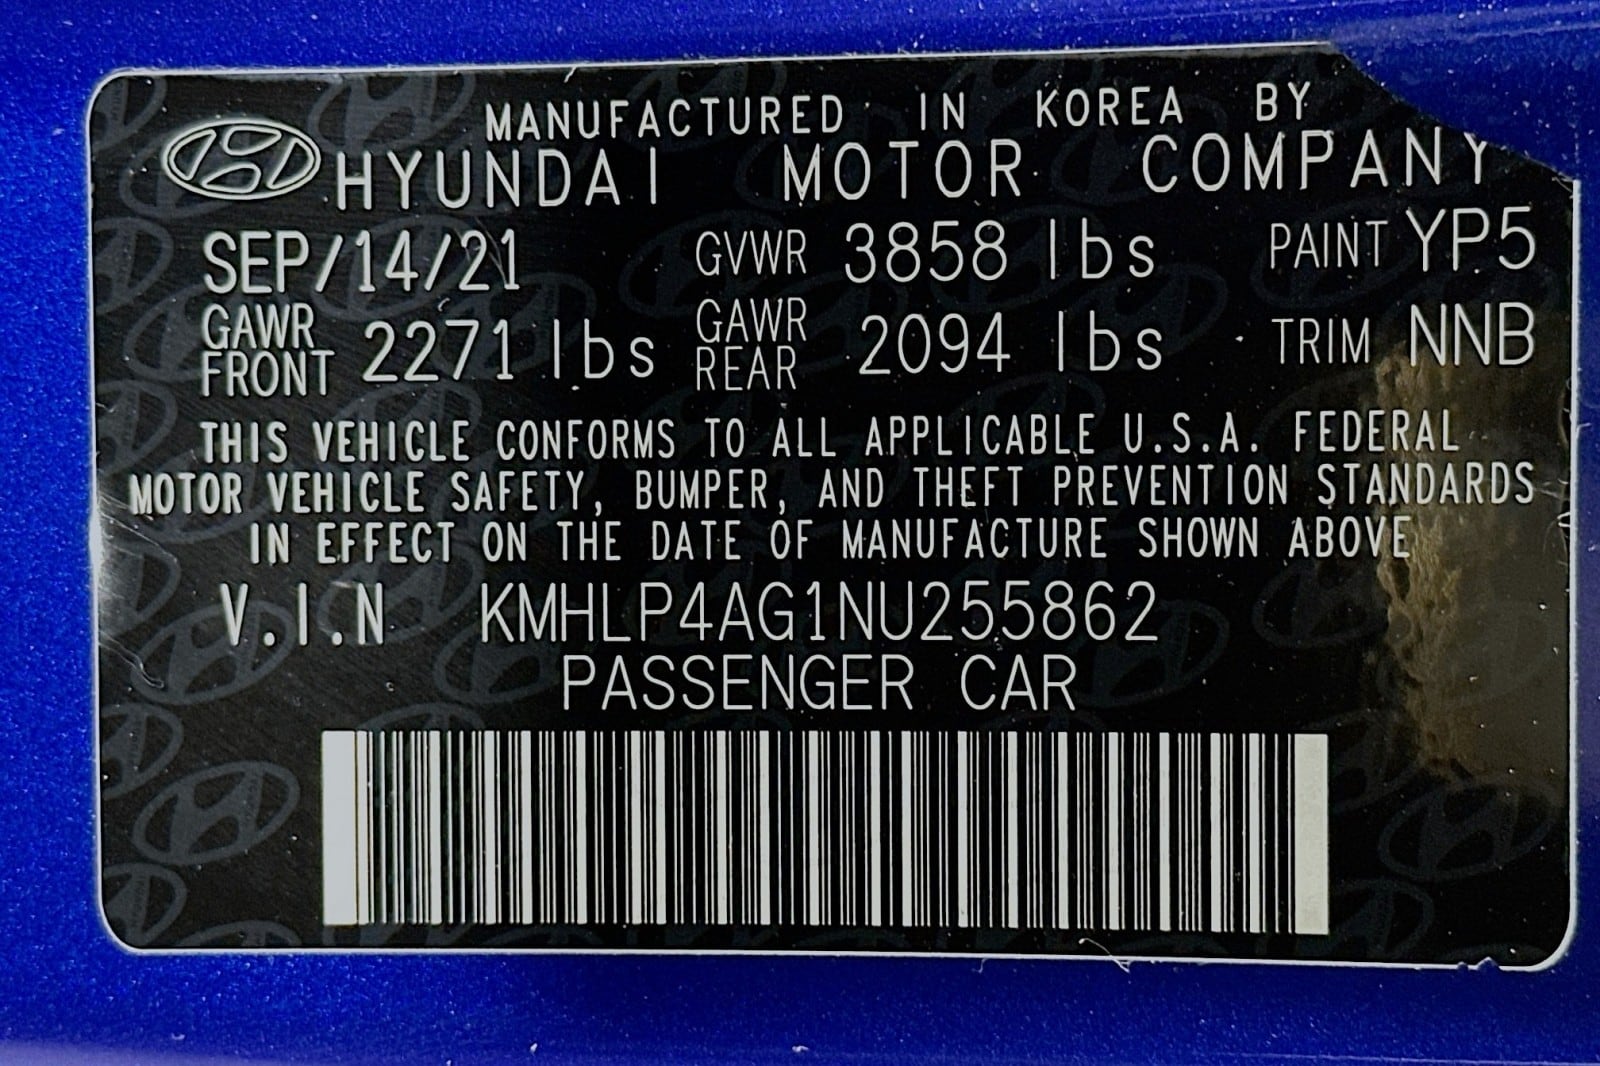 MANUFACTURED IN KOREA BY
HYUNDAI MOTOR COMPANY
SEP/14/21 GVWR 3858 lbs PAINT YP5
GAWR FRONT 2271 lbs GAWR REAR 2094 lbs TRIM NNB
THIS VEHICLE CONFORMS TO ALL APPLICABLE U.S.A. FEDERAL
MOTOR VEHICLE SAFETY, BUMPER, AND THEFT PREVENTION STANDARDS
IN EFFECT ON THE DATE OF MANUFACTURE SHOWN ABOVE
V.I.N KMHLP4AG1NU255862
PASSENGER CAR